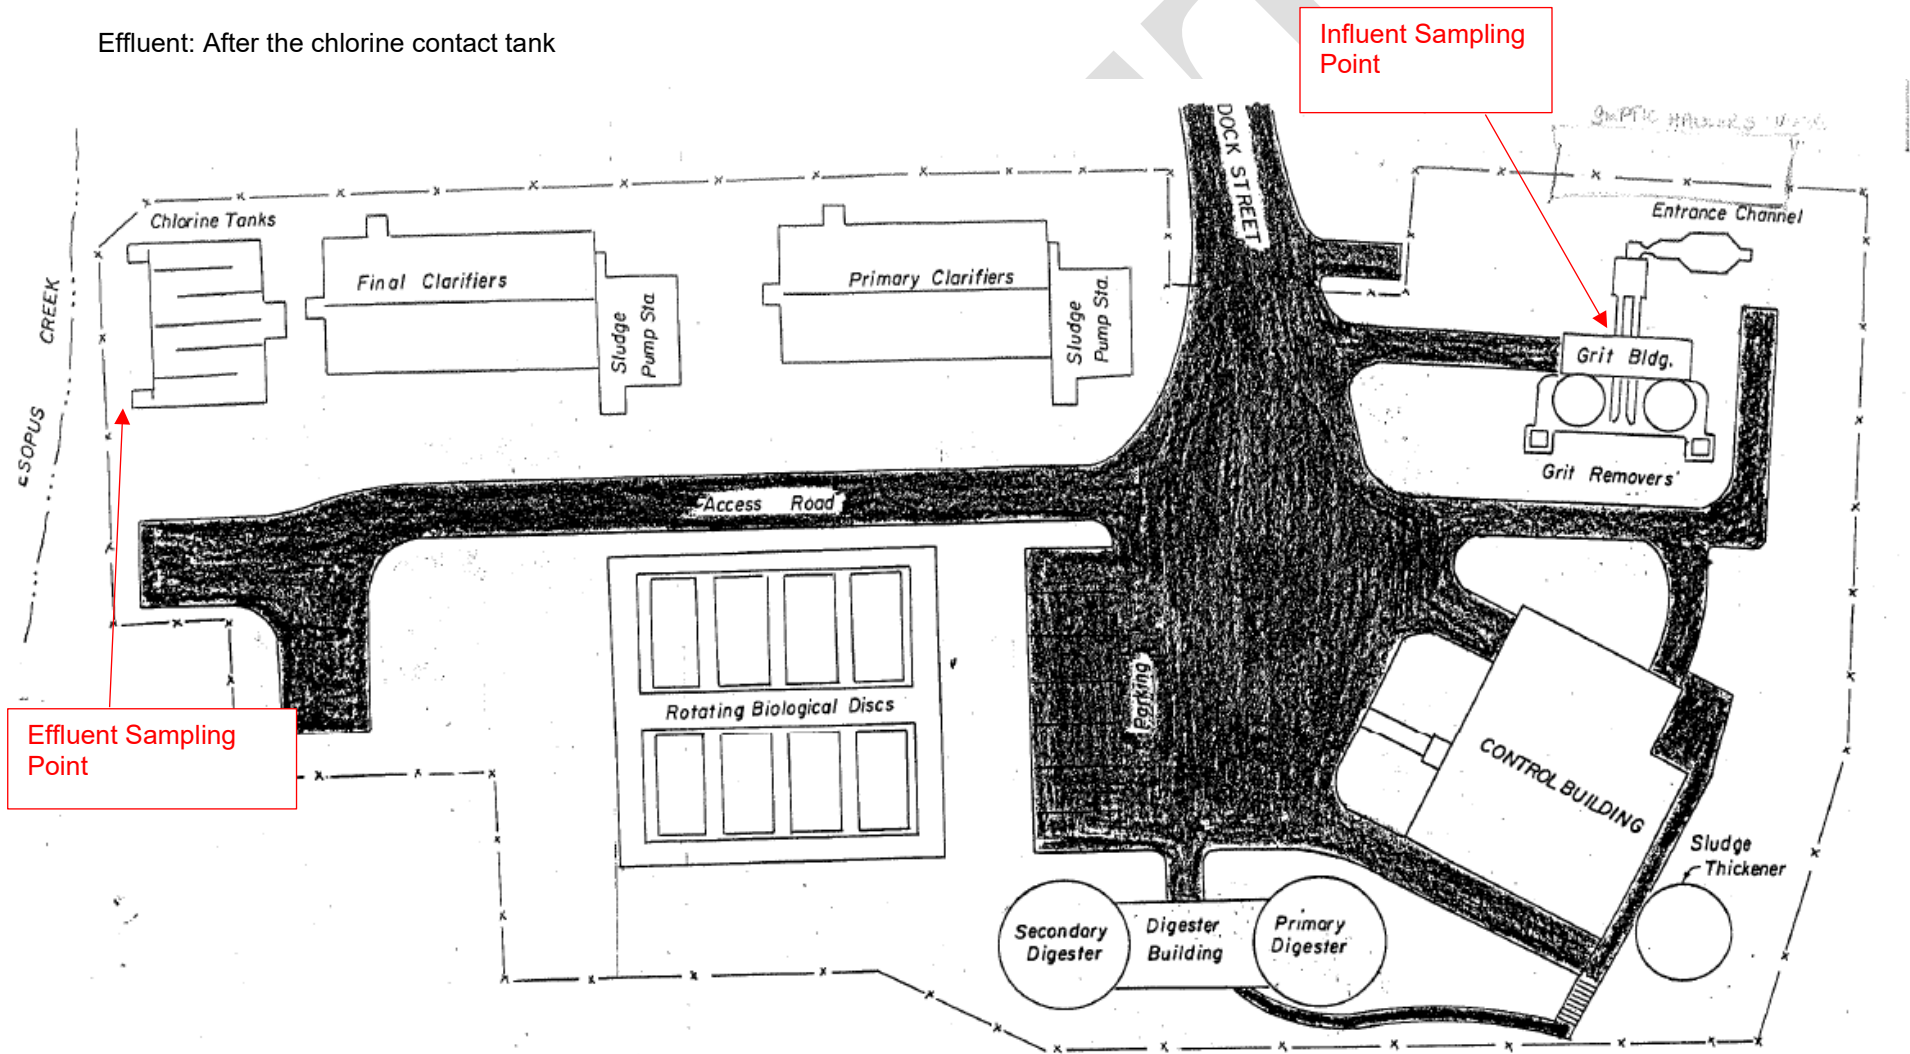 Effluent: After the chlorine contact tank
Influent Sampling
Point
DOCK STREET
Entrance Channel
Chlorine Tanks
Final Clarifiers
Sludge
Pump Sta.
Primary Clarifiers
Sludge
Pump Sta.
Grit Bldg.
Grit Removers
ESOPUS CREEK
Access Road
Rotating Biological Discs
Parking
Effluent Sampling
Point
CONTROL BUILDING
Sludge
Thickener
Secondary
Digester
Digester
Building
Primary
Digester